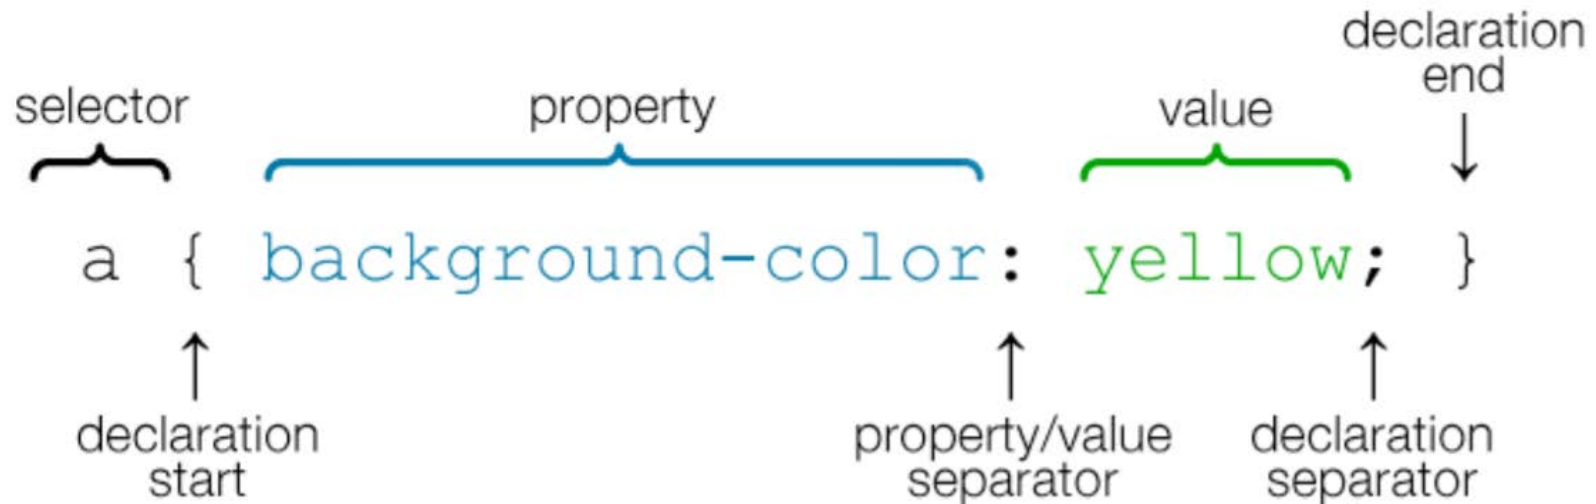 declaration
end
selector
property
value
a { background-color: yellow; }
declaration
start
property/value
separator
declaration
separator